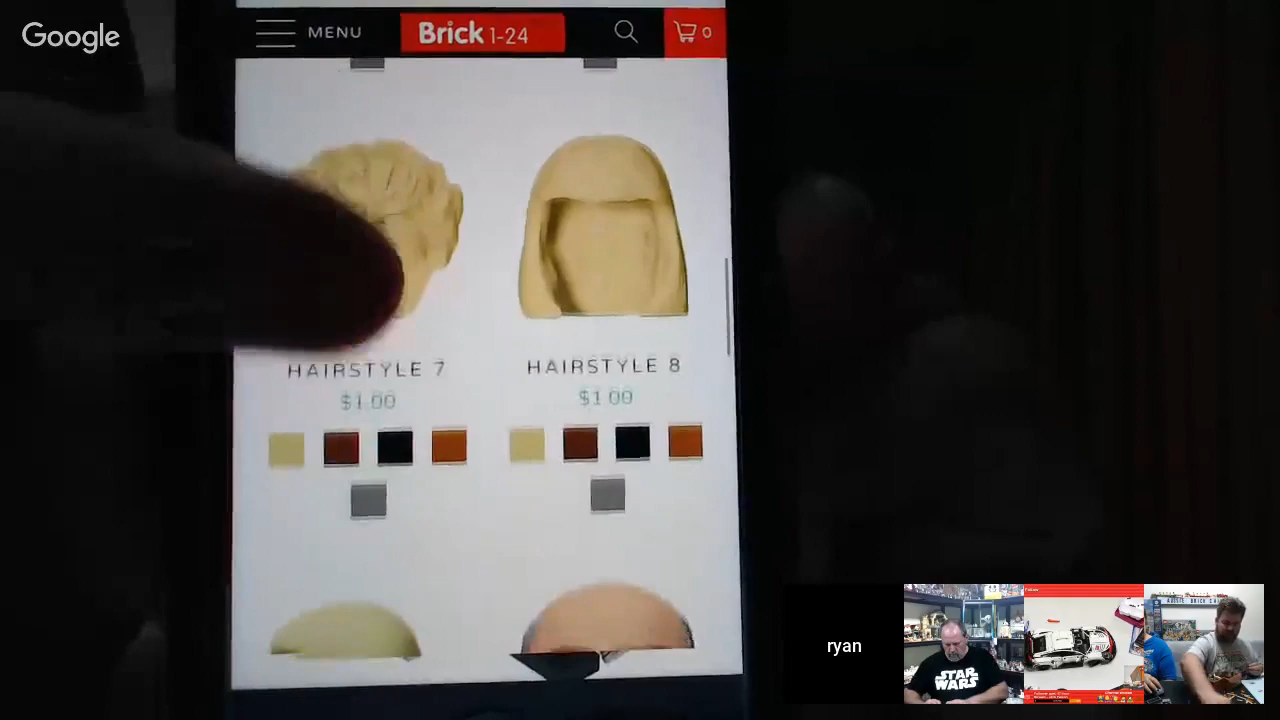 Google
MENU
Brick 1-24
0
HAIRSTYLE 7
HAIRSTYLE 8
$1.00
$1.00
ryan
STAR
WARS